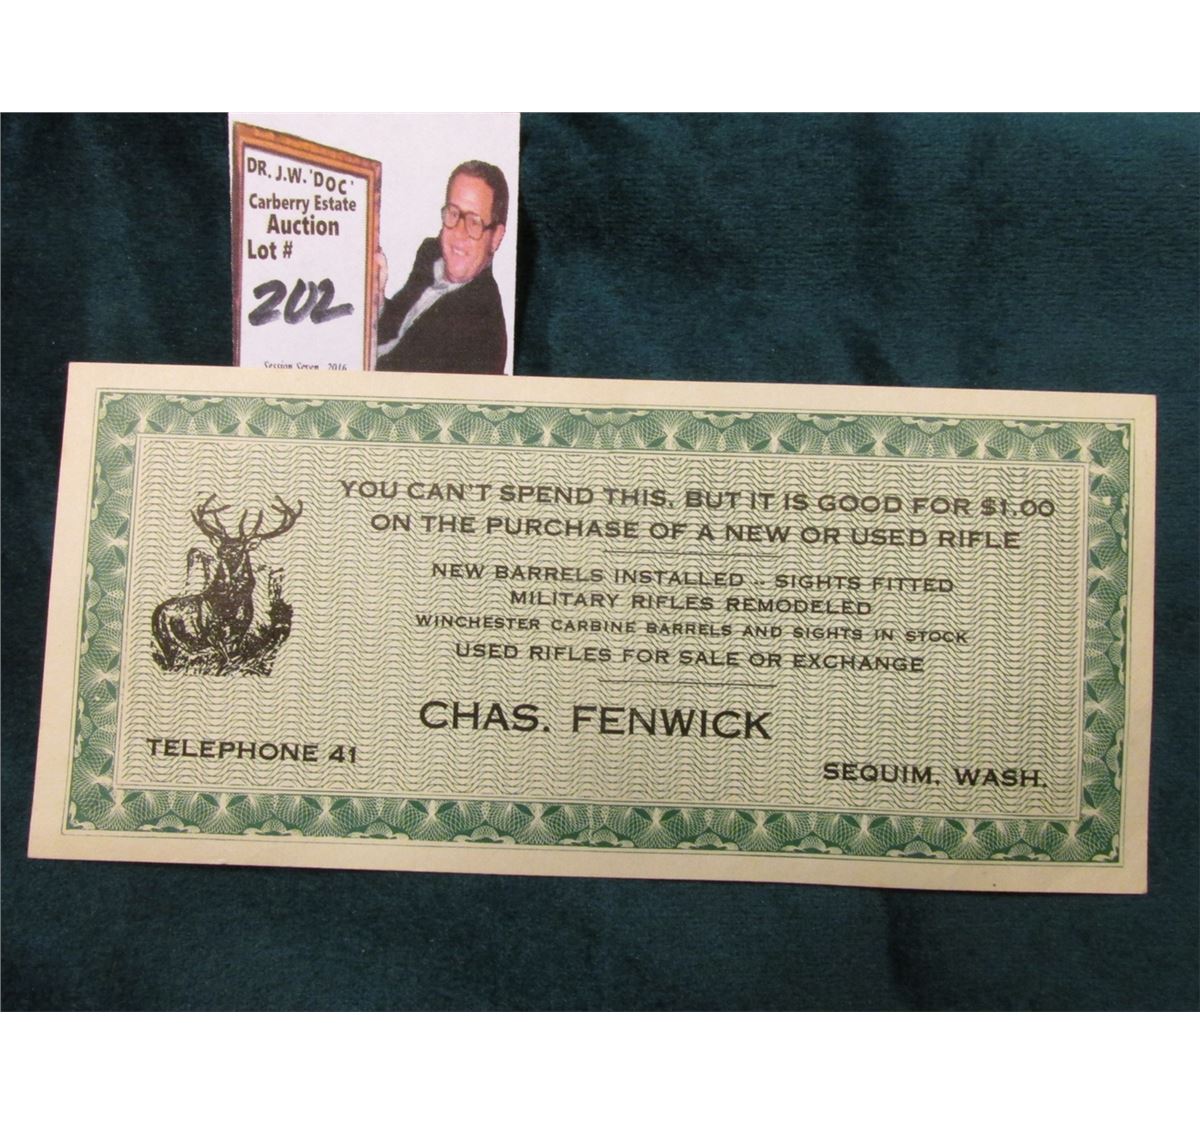 DR. J.W. 'DOC'
Carberry Estate
Auction
Lot #
202
Session Seven, 2016
YOU CAN'T SPEND THIS, BUT IT IS GOOD FOR $1.00
ON THE PURCHASE OF A NEW OR USED RIFLE
NEW BARRELS INSTALLED -- SIGHTS FITTED
MILITARY RIFLES REMODELED
WINCHESTER CARBINE BARRELS AND SIGHTS IN STOCK
USED RIFLES FOR SALE OR EXCHANGE
CHAS. FENWICK
TELEPHONE 41
SEQUIM, WASH.